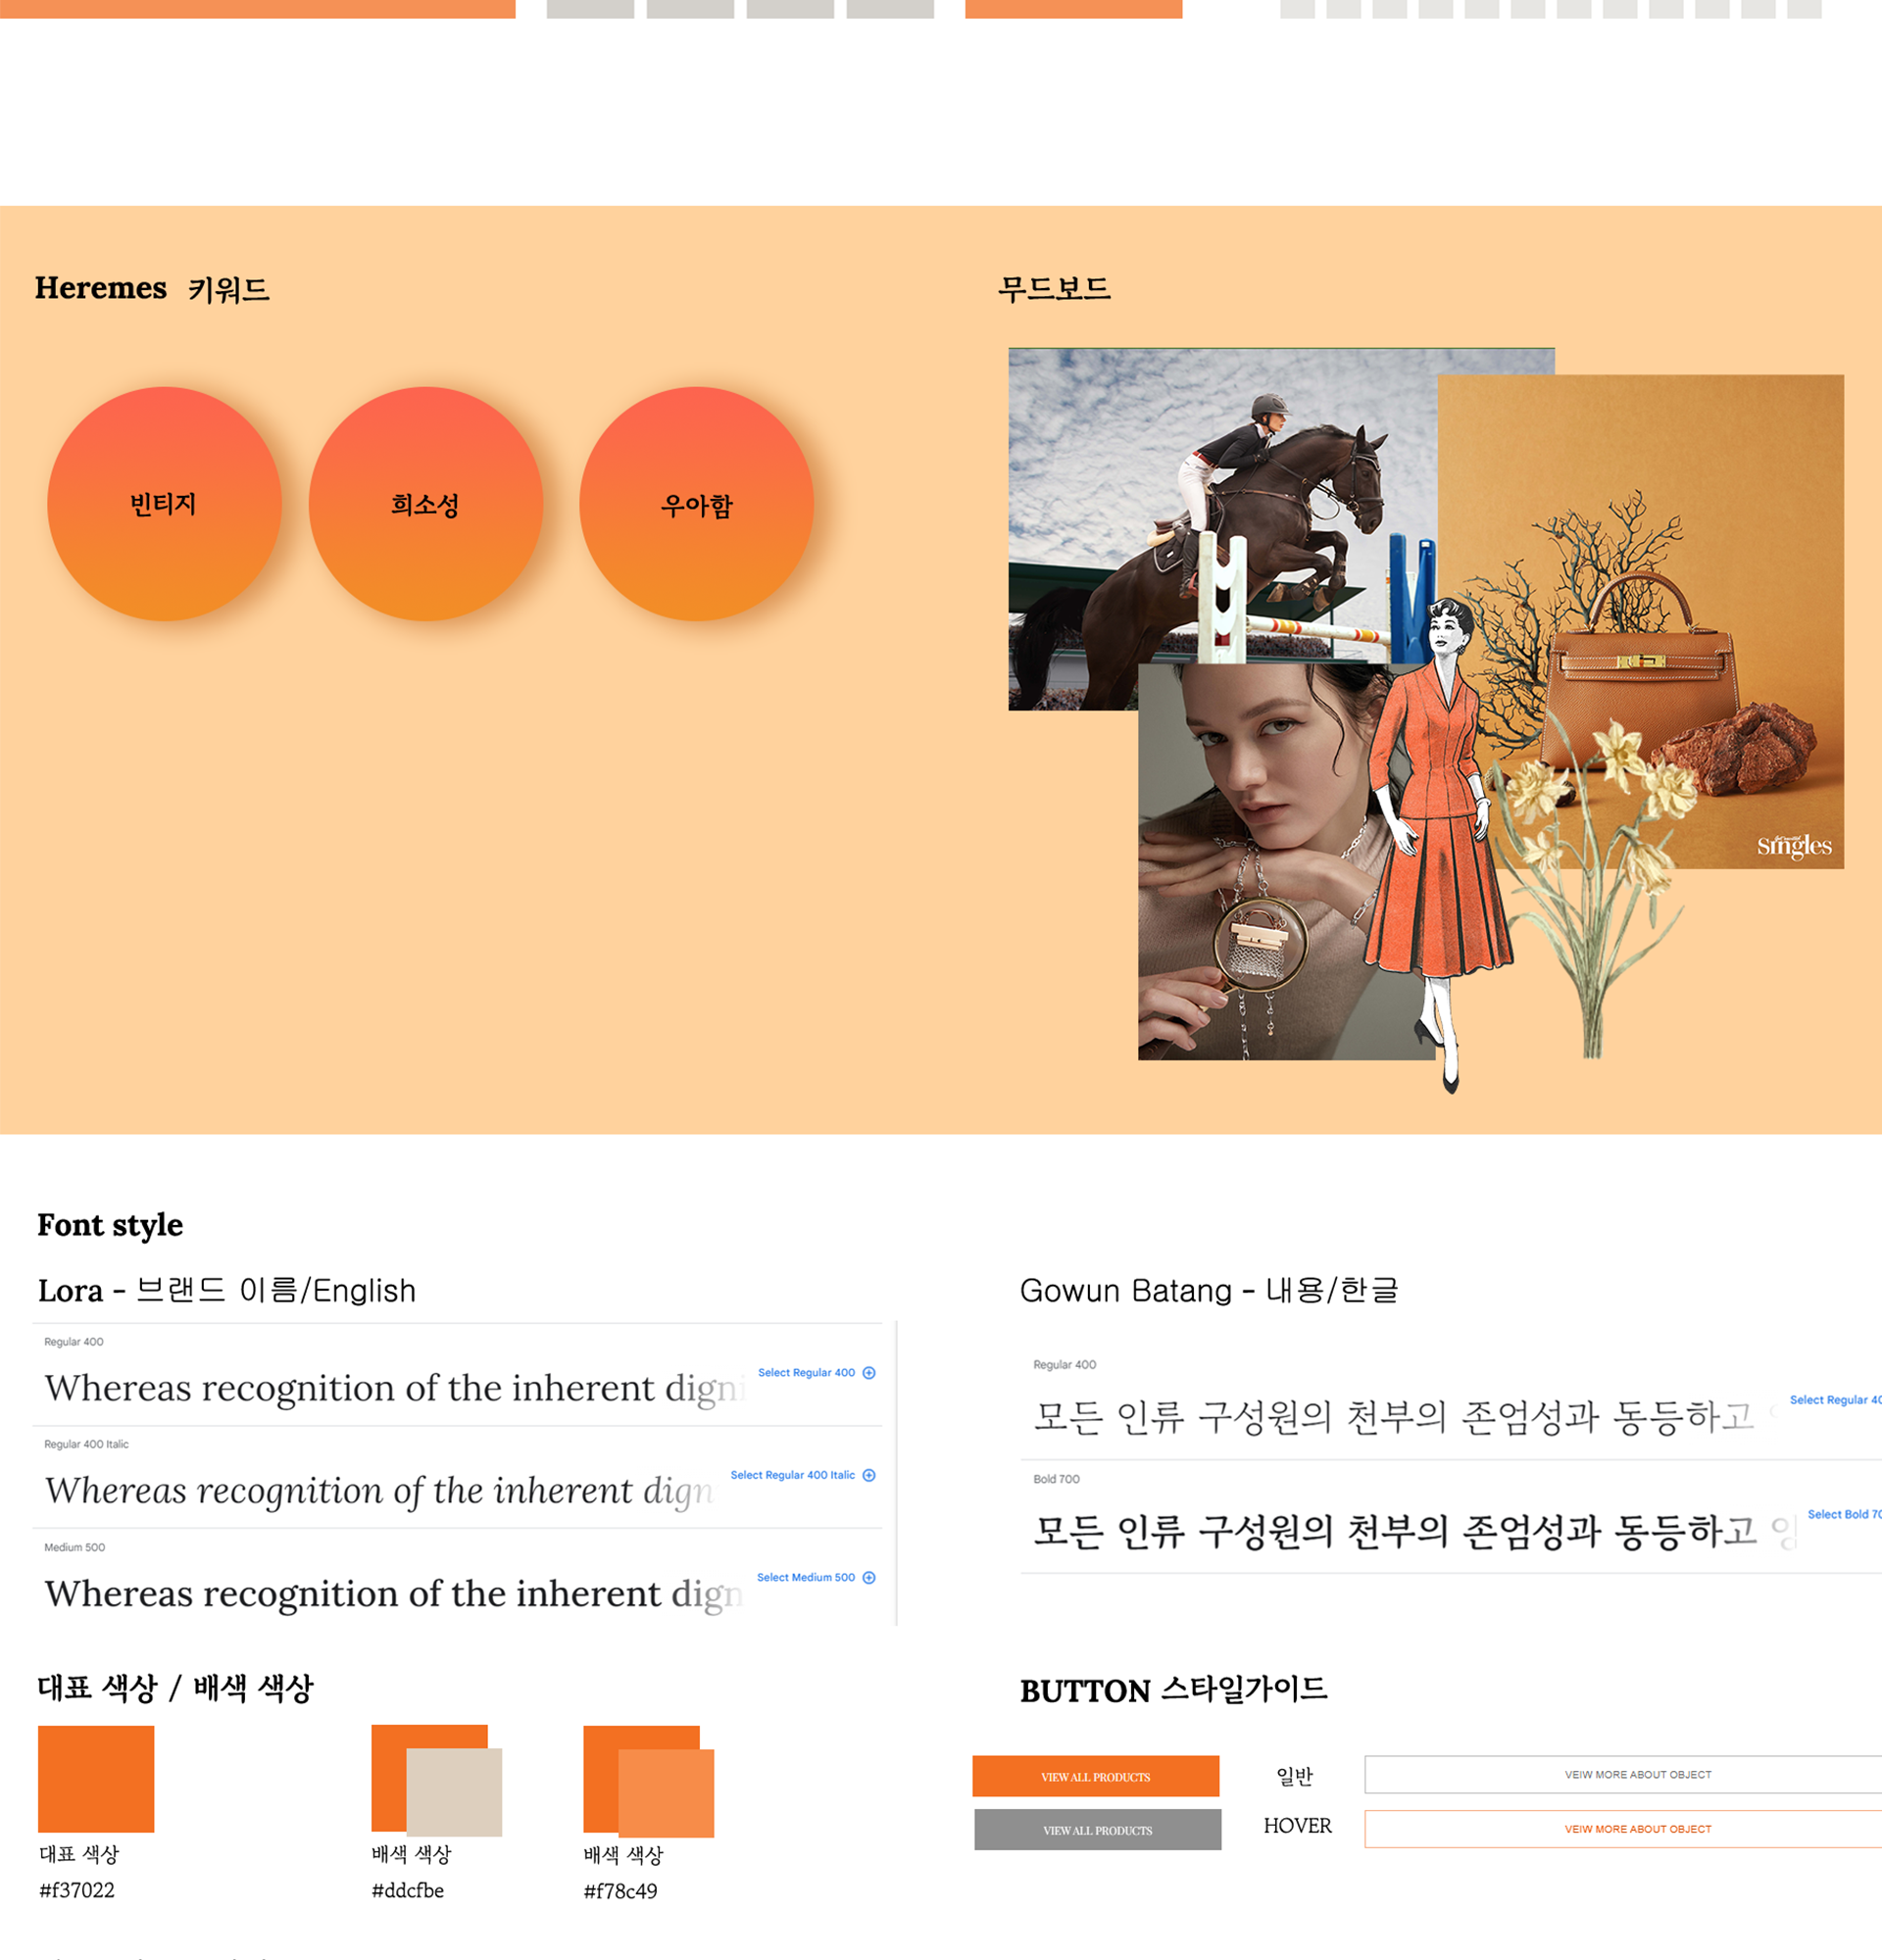 Heremes 키워드
무드보드
빈티지
희소성
우아함
Singles
Font style
Lora - 브랜드 이름/English
Gowun Batang - 내용/한글
Regular 400
Whereas recognition of the inherent digni
Select Regular 400
Regular 400 Italic
Whereas recognition of the inherent dign
Select Regular 400 Italic
Medium 500
Whereas recognition of the inherent dign
Select Medium 500
Regular 400
모든 인류 구성원의 천부의 존엄성과 동등하고
Select Regular 40
Bold 700
모든 인류 구성원의 천부의 존엄성과 동등하고 양
Select Bold 70
대표 색상 / 배색 색상
대표 색상
#f37022
배색 색상
#ddcfbe
배색 색상
#f78c49
BUTTON 스타일가이드
VIEW ALL PRODUCTS
일반
VEIW MORE ABOUT OBJECT
VIEW ALL PRODUCTS
HOVER
VEIW MORE ABOUT OBJECT